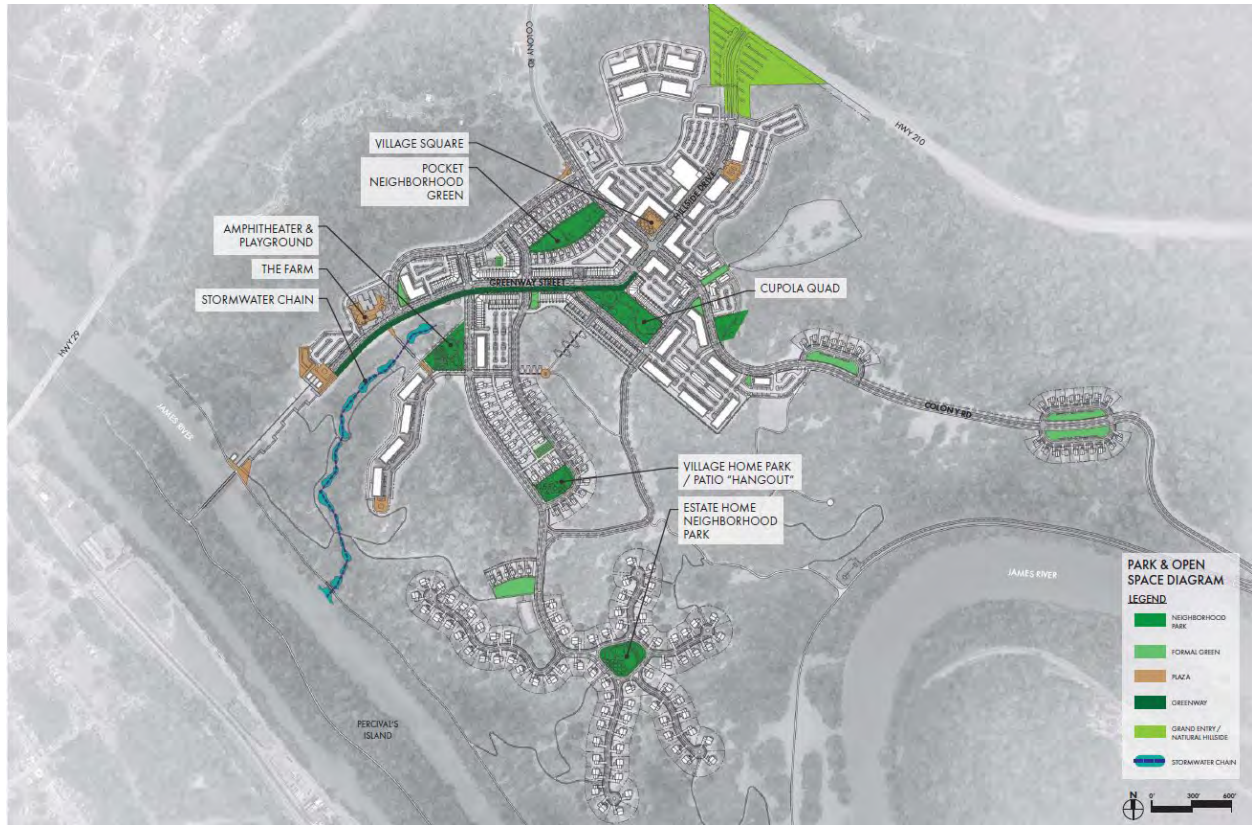 COLONY RD
HWY 210
VILLAGE SQUARE
POCKET
NEIGHBORHOOD
GREEN
HILLSIDE DRIVE
AMPHITHEATER &
PLAYGROUND
THE FARM
STORMWATER CHAIN
GREENWAY STREET
CUPOLA QUAD
HWY 29
JAMES RIVER
COLONY RD
VILLAGE HOME PARK
/ PATIO "HANGOUT"
ESTATE HOME
NEIGHBORHOOD
PARK
JAMES RIVER
PERCIVAL'S
ISLAND
PARK & OPEN
SPACE DIAGRAM
LEGEND
NEIGHBORHOOD
PARK
FORMAL GREEN
PLAZA
GREENWAY
GRAND ENTRY /
NATURAL HILLSIDE
STORMWATER CHAIN
N
0' 300' 600'